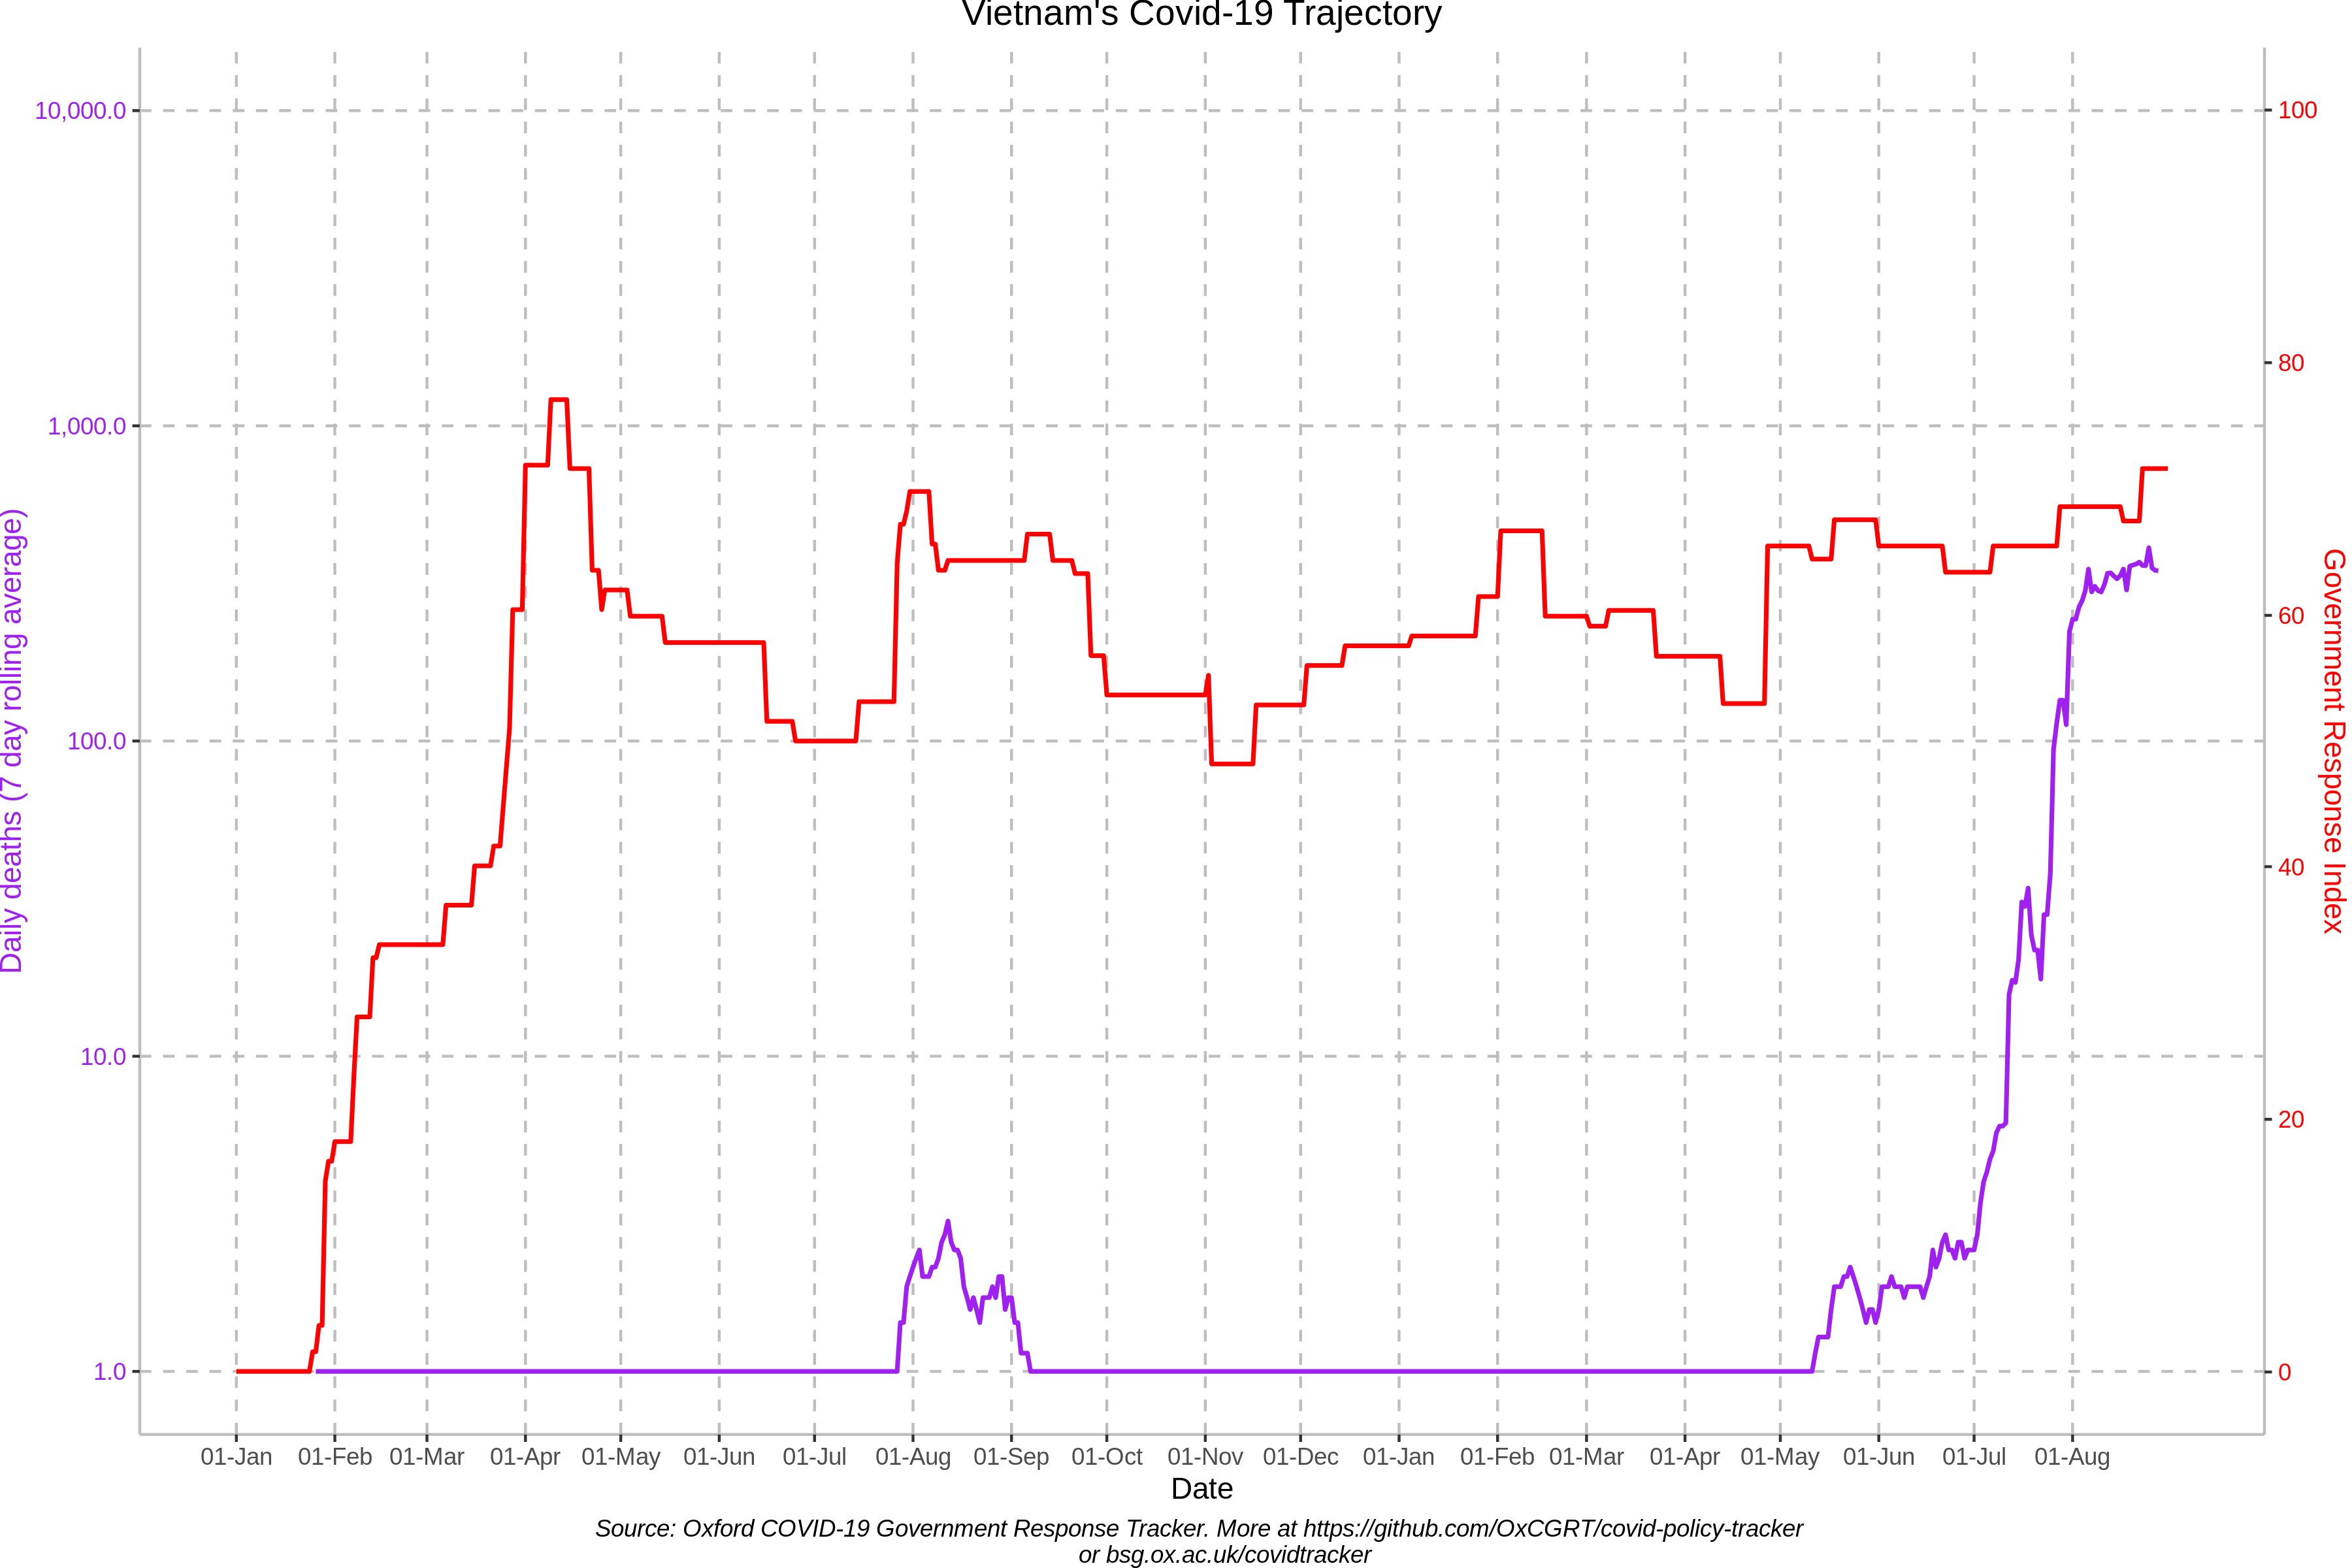 Vietnam's Covid-19 Trajectory
10,000.0
1,000.0
100.0
10.0
1.0
Daily deaths (7 day rolling average)
100
80
60
40
20
0
Government Response Index
01-Jan 01-Feb 01-Mar 01-Apr 01-May 01-Jun 01-Jul 01-Aug 01-Sep 01-Oct 01-Nov 01-Dec 01-Jan 01-Feb 01-Mar 01-Apr 01-May 01-Jun 01-Jul 01-Aug
Date
Source: Oxford COVID-19 Government Response Tracker. More at https://github.com/OxCGRT/covid-policy-tracker
or bsg.ox.ac.uk/covidtracker